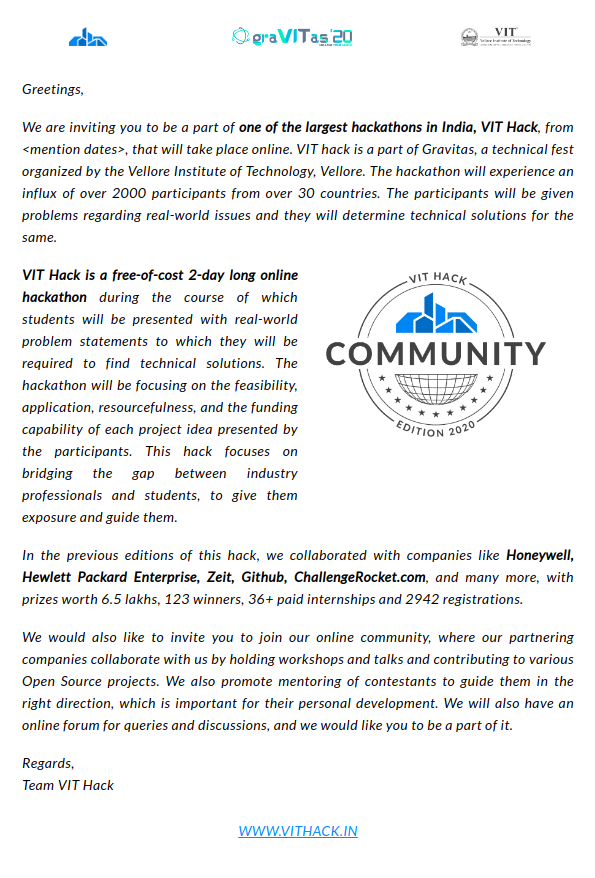 graVITas'20
VIT
Vellore Institute of Technology
Greetings,
We are inviting you to be a part of one of the largest hackathons in India, VIT Hack, from
<mention dates>, that will take place online. VIT hack is a part of Gravitas, a technical fest
organized by the Vellore Institute of Technology, Vellore. The hackathon will experience an
influx of over 2000 participants from over 30 countries. The participants will be given
problems regarding real-world issues and they will determine technical solutions for the
same.
VIT Hack is a free-of-cost 2-day long online
hackathon during the course of which
students will be presented with real-world
problem statements to which they will be
required to find technical solutions. The
hackathon will be focusing on the feasibility,
application, resourcefulness, and the funding
capability of each project idea presented by
the participants. This hack focuses on
bridging the gap between industry
professionals and students, to give them
exposure and guide them.
VIT HACK
COMMUNITY
EDITION 2020
In the previous editions of this hack, we collaborated with companies like Honeywell,
Hewlett Packard Enterprise, Zeit, Github, ChallengeRocket.com, and many more, with
prizes worth 6.5 lakhs, 123 winners, 36+ paid internships and 2942 registrations.
We would also like to invite you to join our online community, where our partnering
companies collaborate with us by holding workshops and talks and contributing to various
Open Source projects. We also promote mentoring of contestants to guide them in the
right direction, which is important for their personal development. We will also have an
online forum for queries and discussions, and we would like you to be a part of it.
Regards,
Team VIT Hack
WWW.VITHACK.IN